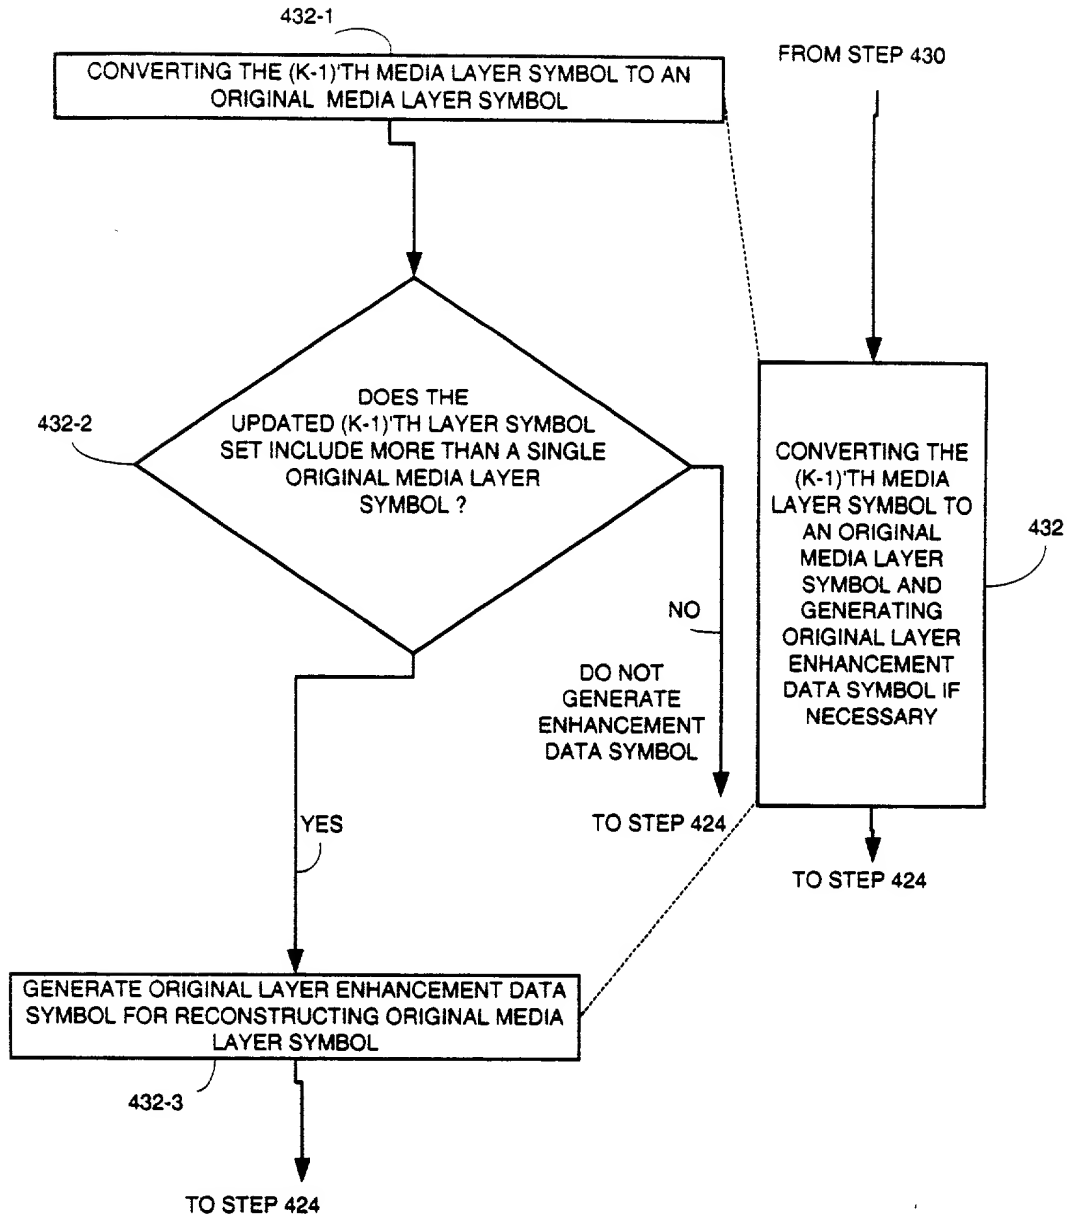 432-1
CONVERTING THE (K-1)'TH MEDIA LAYER SYMBOL TO AN
ORIGINAL MEDIA LAYER SYMBOL
FROM STEP 430
432-2
DOES THE
UPDATED (K-1)'TH LAYER SYMBOL
SET INCLUDE MORE THAN A SINGLE
ORIGINAL MEDIA LAYER
SYMBOL ?
CONVERTING THE
(K-1)'TH MEDIA
LAYER SYMBOL TO
AN ORIGINAL
MEDIA LAYER
SYMBOL AND
GENERATING
ORIGINAL LAYER
ENHANCEMENT
DATA SYMBOL IF
NECESSARY
432
NO
DO NOT
GENERATE
ENHANCEMENT
DATA SYMBOL
TO STEP 424
YES
TO STEP 424
GENERATE ORIGINAL LAYER ENHANCEMENT DATA
SYMBOL FOR RECONSTRUCTING ORIGINAL MEDIA
LAYER SYMBOL
432-3
TO STEP 424